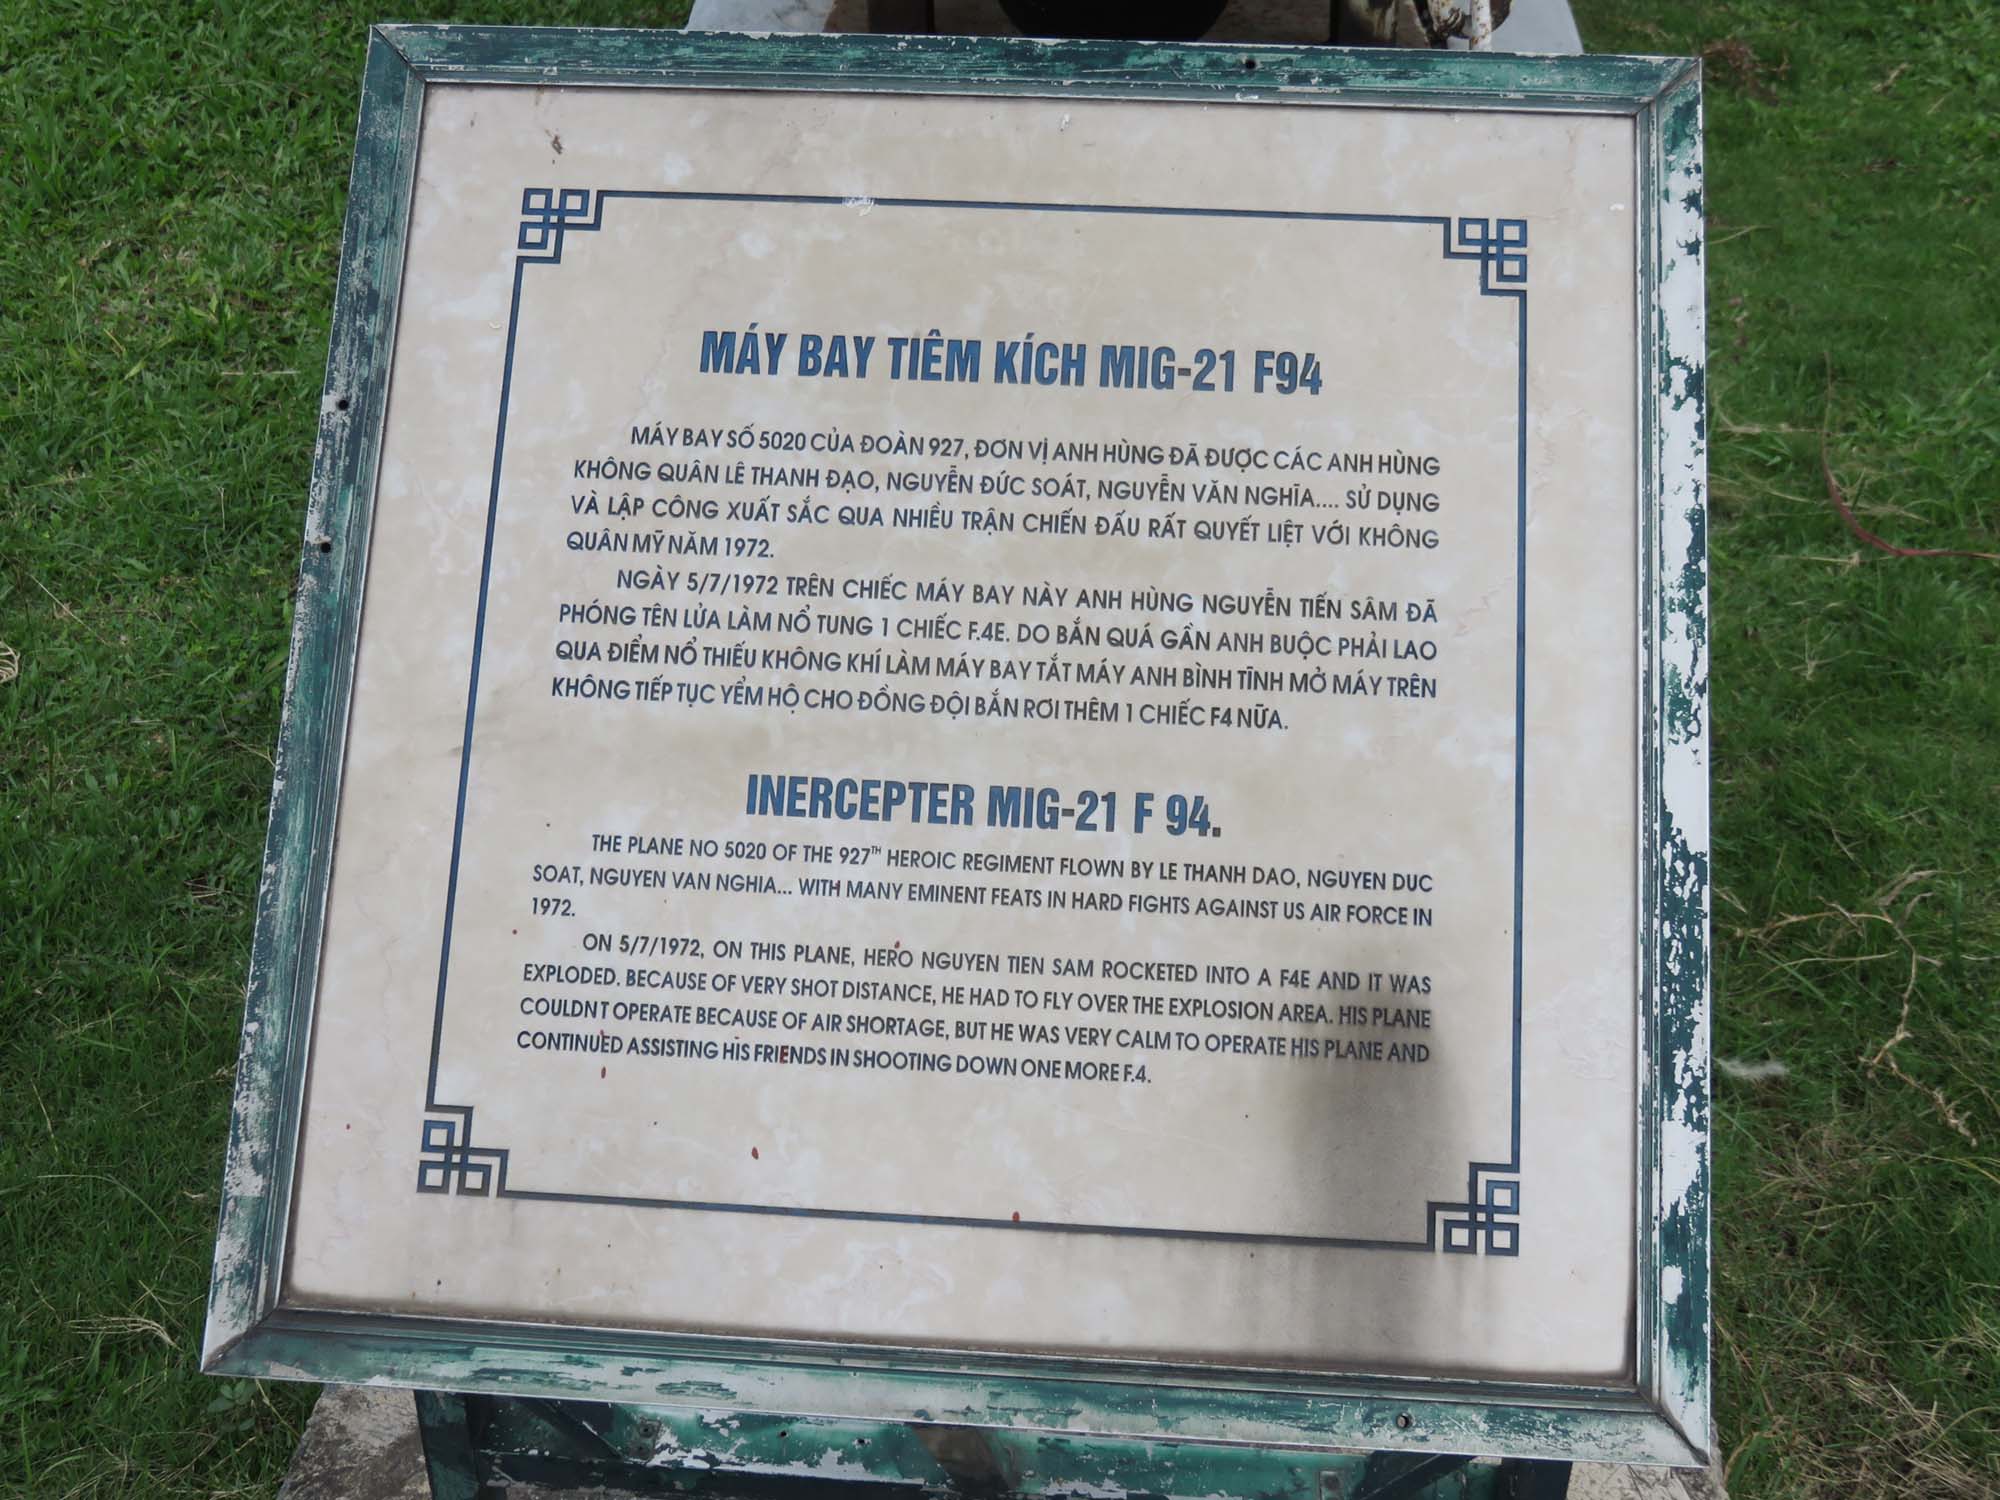 MÁY BAY TIÊM KÍCH MIG-21 F94
MÁY BAY SỐ 5020 CỦA ĐOÀN 927, ĐƠN VỊ ANH HÙNG ĐÃ ĐƯỢC CÁC ANH HÙNG
KHÔNG QUÂN LÊ THANH ĐẠO, NGUYỄN ĐỨC SOÁT, NGUYỄN VĂN NGHĨA.... SỬ DỤNG
VÀ LẬP CÔNG XUẤT SẮC QUA NHIỀU TRẬN CHIẾN ĐẤU RẤT QUYẾT LIỆT VỚI KHÔNG
QUÂN MỸ NĂM 1972.
NGÀY 5/7/1972 TRÊN CHIẾC MÁY BAY NÀY ANH HÙNG NGUYỄN TIẾN SÂM ĐÃ
PHÓNG TÊN LỬA LÀM NỔ TUNG 1 CHIẾC F.4E. DO BẮN QUÁ GẦN ANH BUỘC PHẢI LAO
QUA ĐIỂM NỔ THIẾU KHÔNG KHÍ LÀM MÁY BAY TẮT MÁY ANH BÌNH TĨNH MỞ MÁY TRÊN
KHÔNG TIẾP TỤC YỂM HỘ CHO ĐỒNG ĐỘI BẮN RƠI THÊM 1 CHIẾC F4 NỮA.
INERCEPTER MIG-21 F 94.
THE PLANE NO 5020 OF THE 927TH HEROIC REGIMENT FLOWN BY LE THANH DAO, NGUYEN DUC
SOAT, NGUYEN VAN NGHIA... WITH MANY EMINENT FEATS IN HARD FIGHTS AGAINST US AIR FORCE IN
1972.
ON 5/7/1972, ON THIS PLANE, HERO NGUYEN TIEN SAM ROCKETED INTO A F4E AND IT WAS
EXPLODED. BECAUSE OF VERY SHOT DISTANCE, HE HAD TO FLY OVER THE EXPLOSION AREA. HIS PLANE
COULDN'T OPERATE BECAUSE OF AIR SHORTAGE, BUT HE WAS VERY CALM TO OPERATE HIS PLANE AND
CONTINUED ASSISTING HIS FRIENDS IN SHOOTING DOWN ONE MORE F.4.